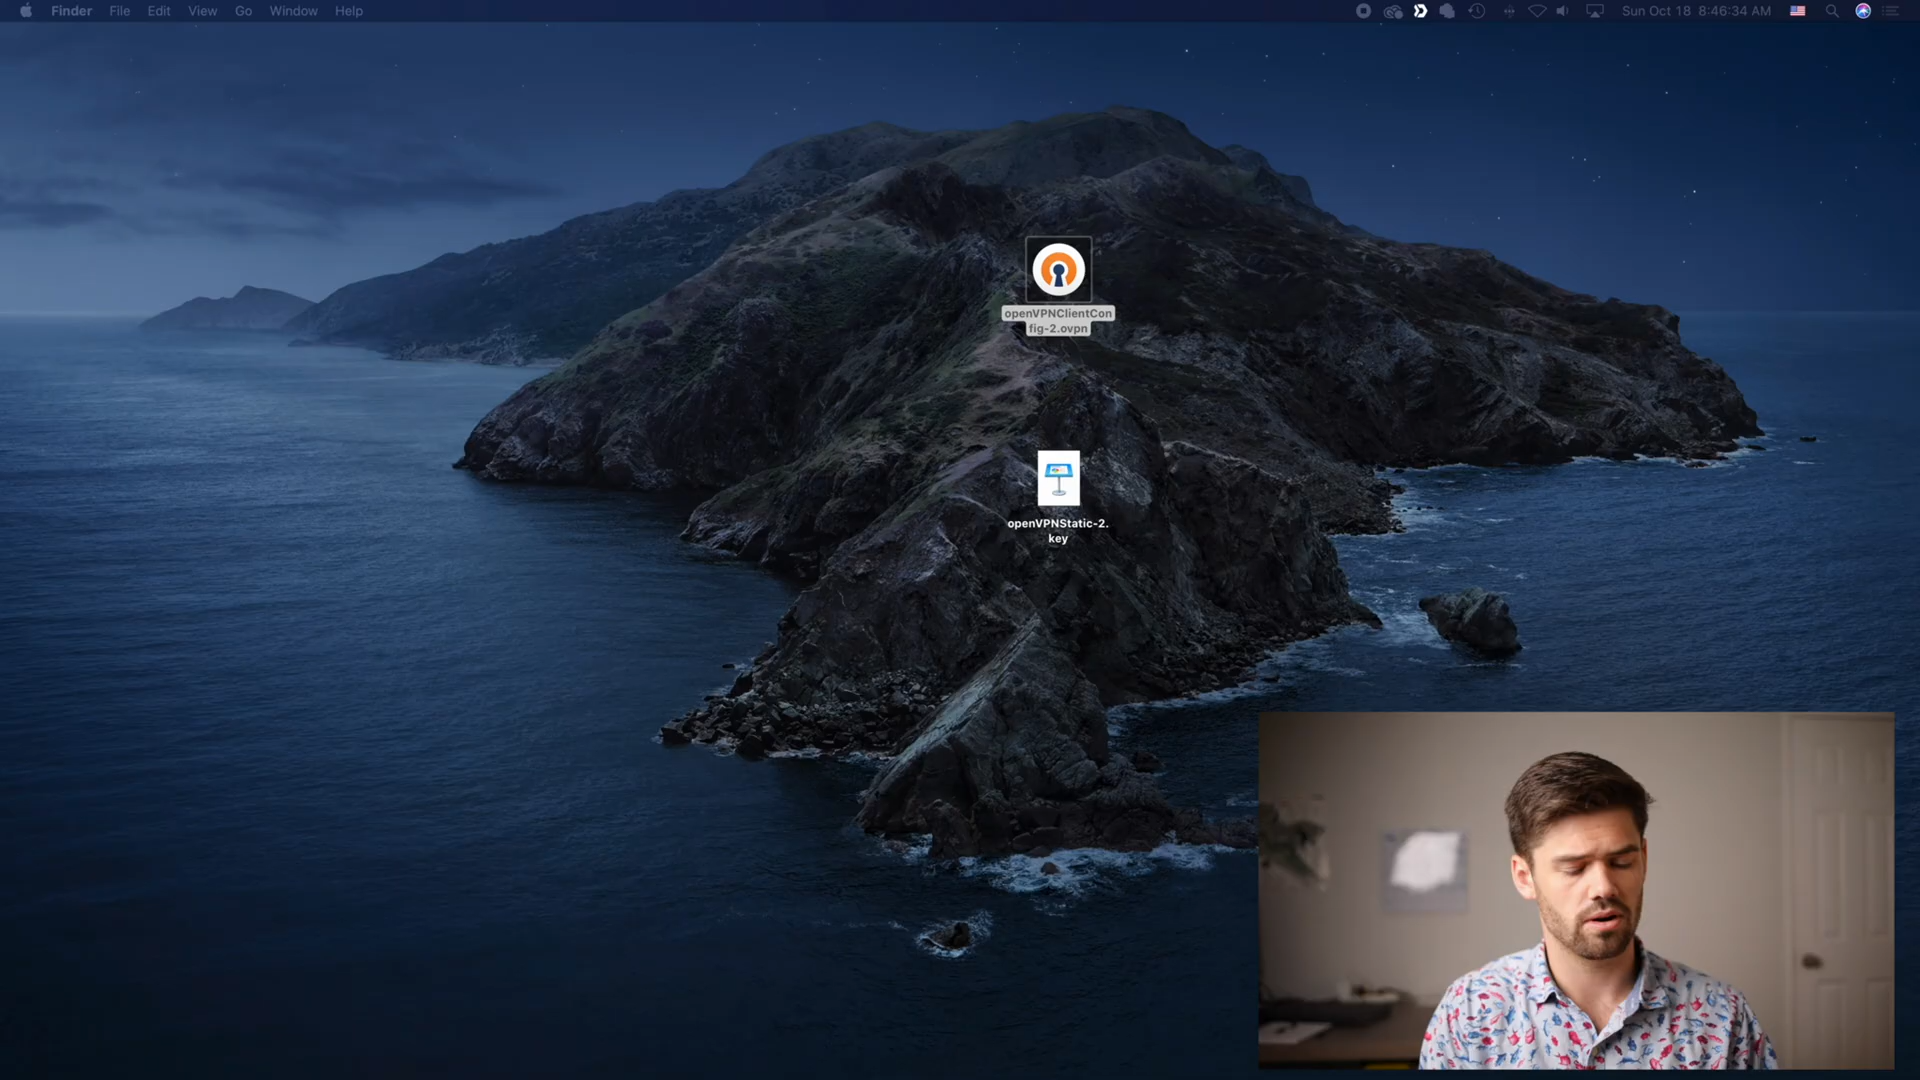 Finder File Edit View Go Window Help Sun Oct 18 8:46:34 AM
openVPNClientCon
fig-2.ovpn
openVPNStatic-2.
key